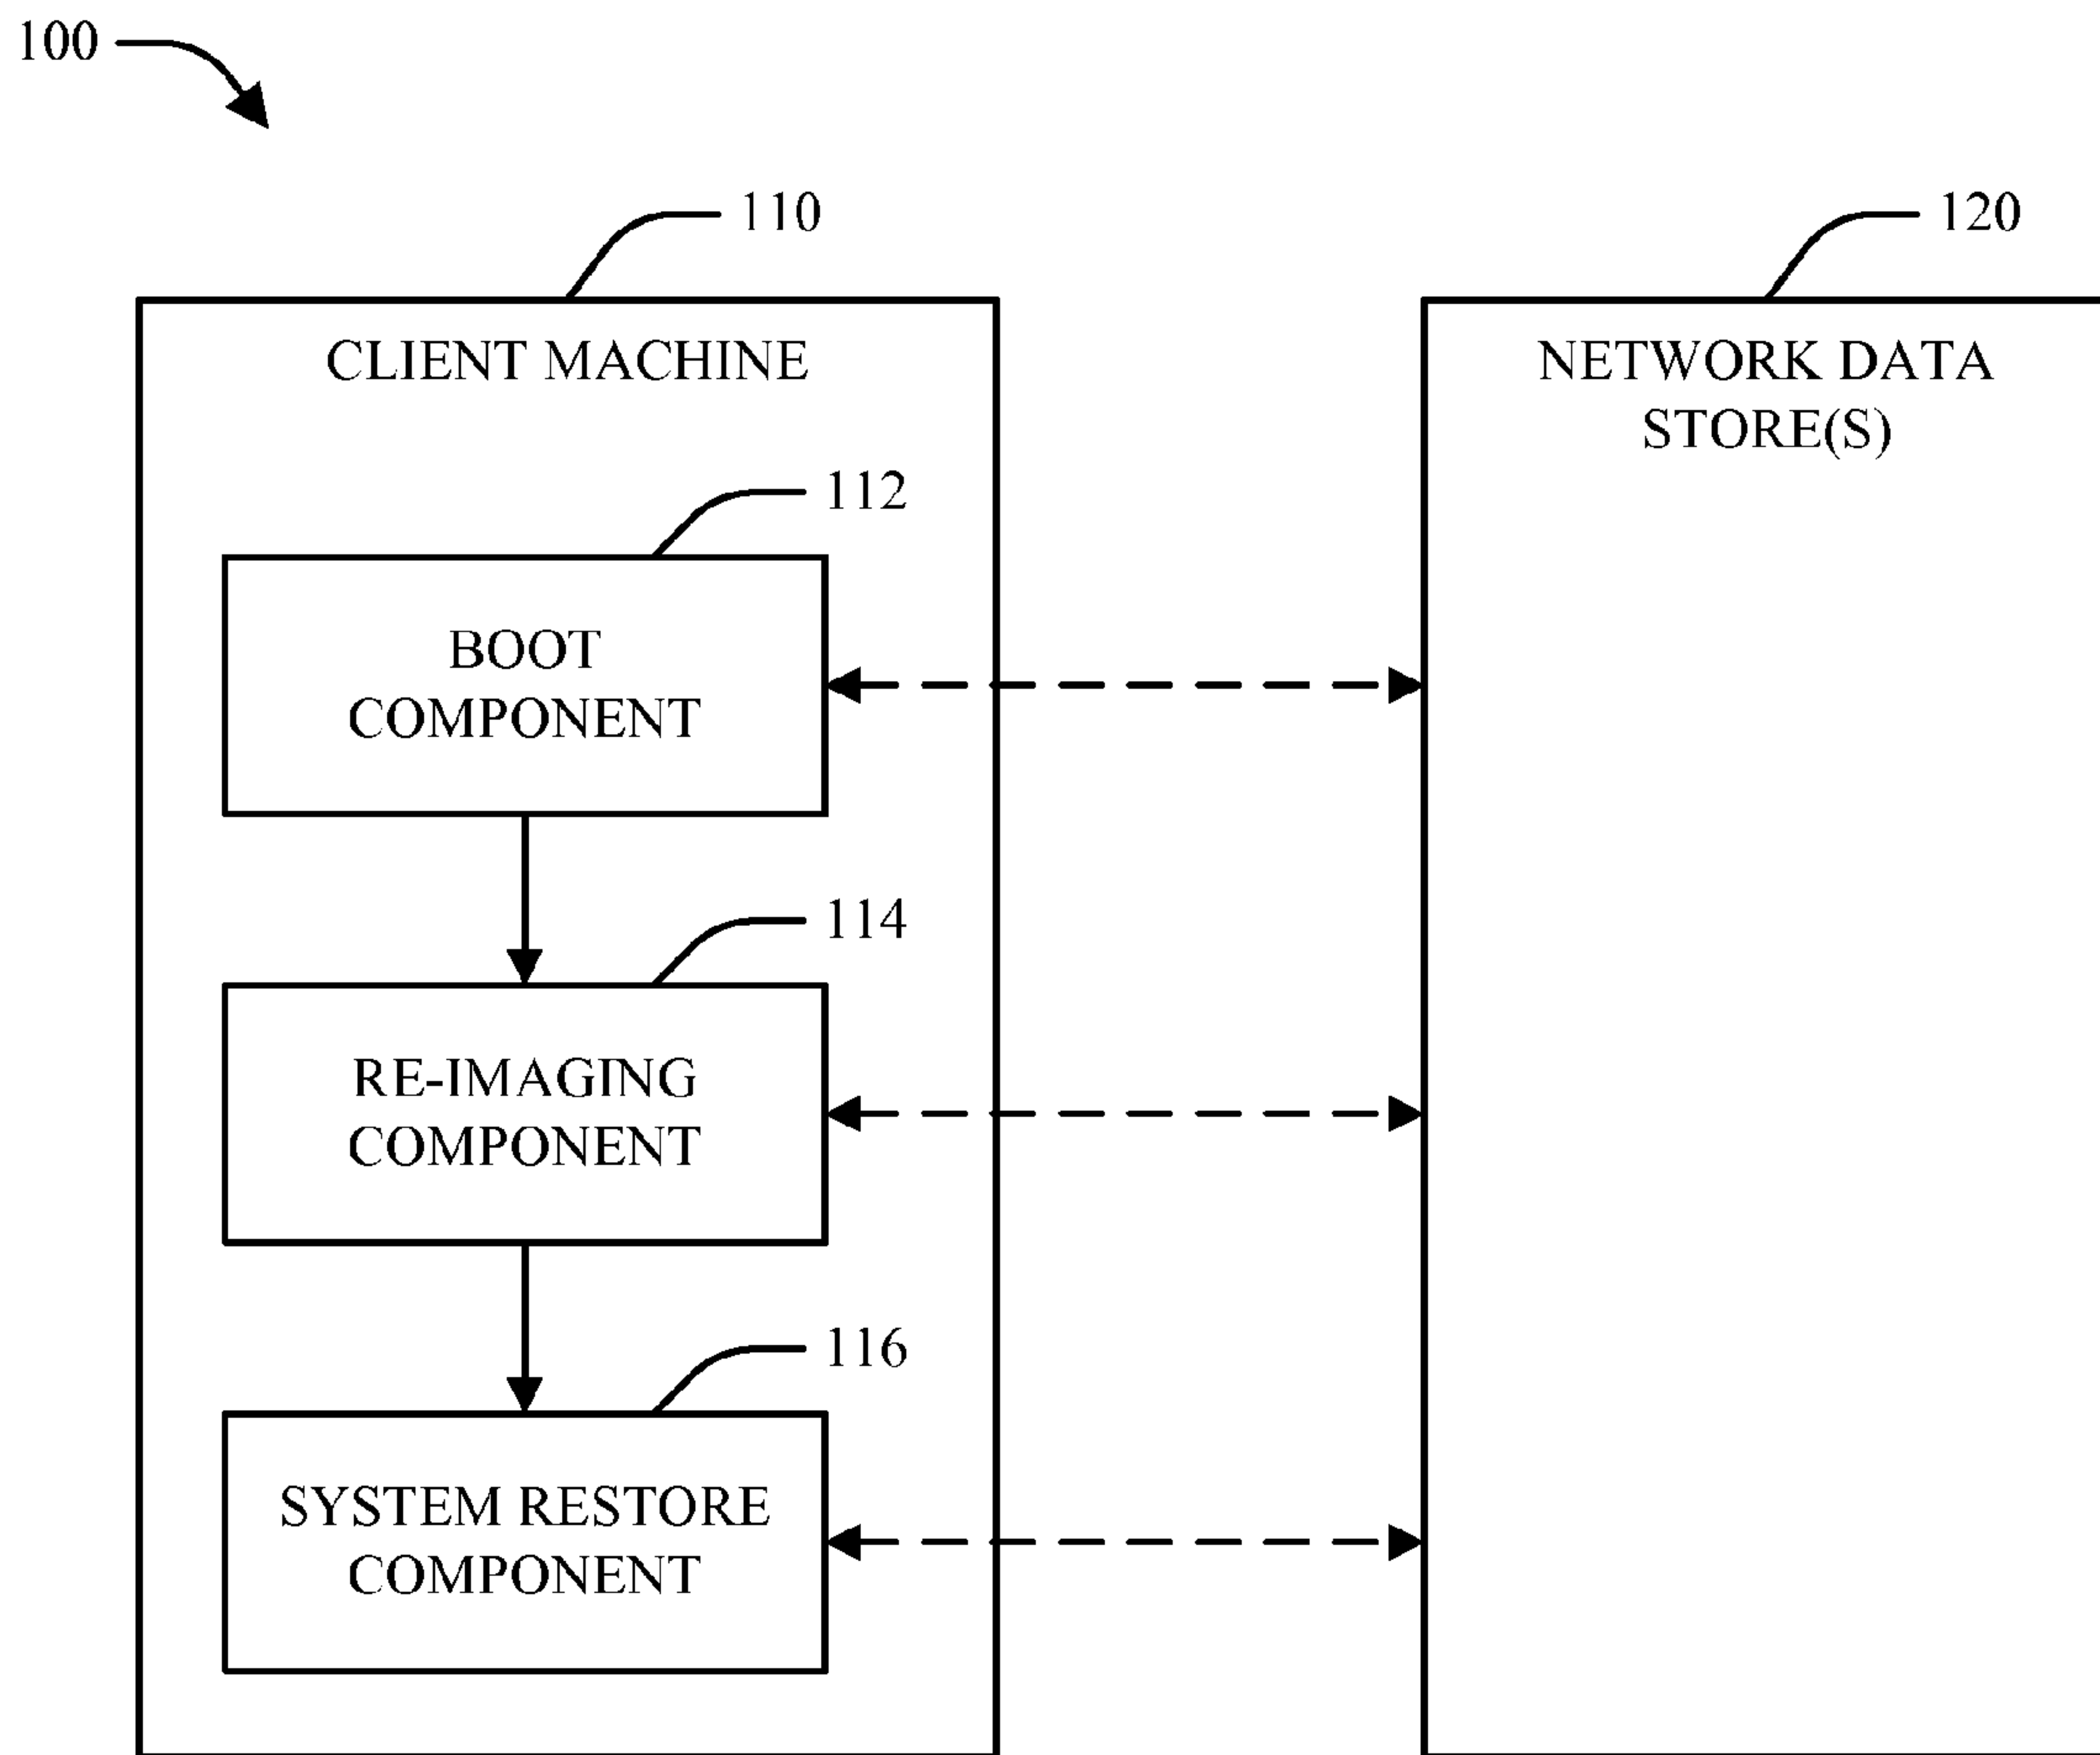 100
110
120
CLIENT MACHINE
NETWORK DATA
STORE(S)
112
BOOT
COMPONENT
114
RE-IMAGING
COMPONENT
116
SYSTEM RESTORE
COMPONENT